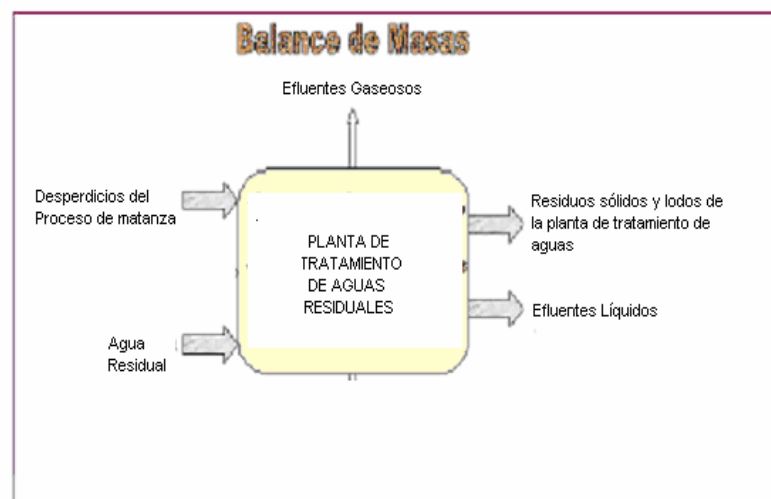 Balance de Masas
Efluentes Gaseosos
Desperdicios del
Proceso de matanza
PLANTA DE
TRATAMIENTO
DE AGUAS
RESIDUALES
Residuos sólidos y lodos de
la planta de tratamiento de
aguas
Efluentes Líquidos
Agua
Residual